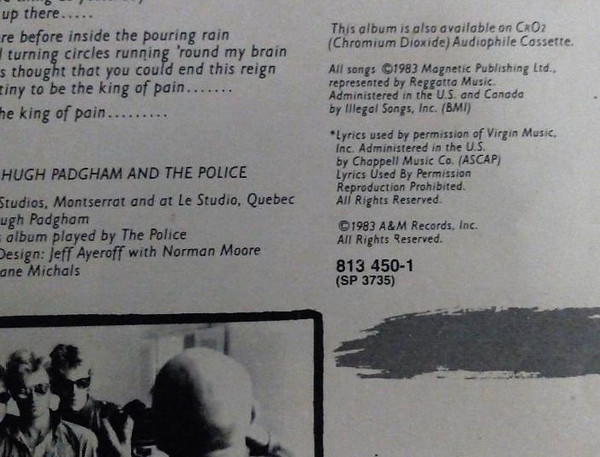 up there.....
re before inside the pouring rain
turning circles running 'round my brain
s thought that you could end this reign
tiny to be the king of pain.......
he king of pain.........
HUGH PADGHAM AND THE POLICE
Studios, Montserrat and at Le Studio, Quebec
ugh Padgham
album played by The Police
Design: Jeff Ayeroff with Norman Moore
ane Michals
This album is also available on CRO2
(Chromium Dioxide) Audiophile Cassette.
All songs ©1983 Magnetic Publishing Ltd.,
represented by Reggatta Music.
Administered in the U.S. and Canada
by Illegal Songs, Inc. (BMI)
*Lyrics used by permission of Virgin Music,
Inc. Administered in the U.S.
by Chappell Music Co. (ASCAP)
Lyrics Used By Permission
Reproduction Prohibited.
All Rights Reserved.
©1983 A&M Records, Inc.
All Rights Reserved.
813 450-1
(SP 3735)